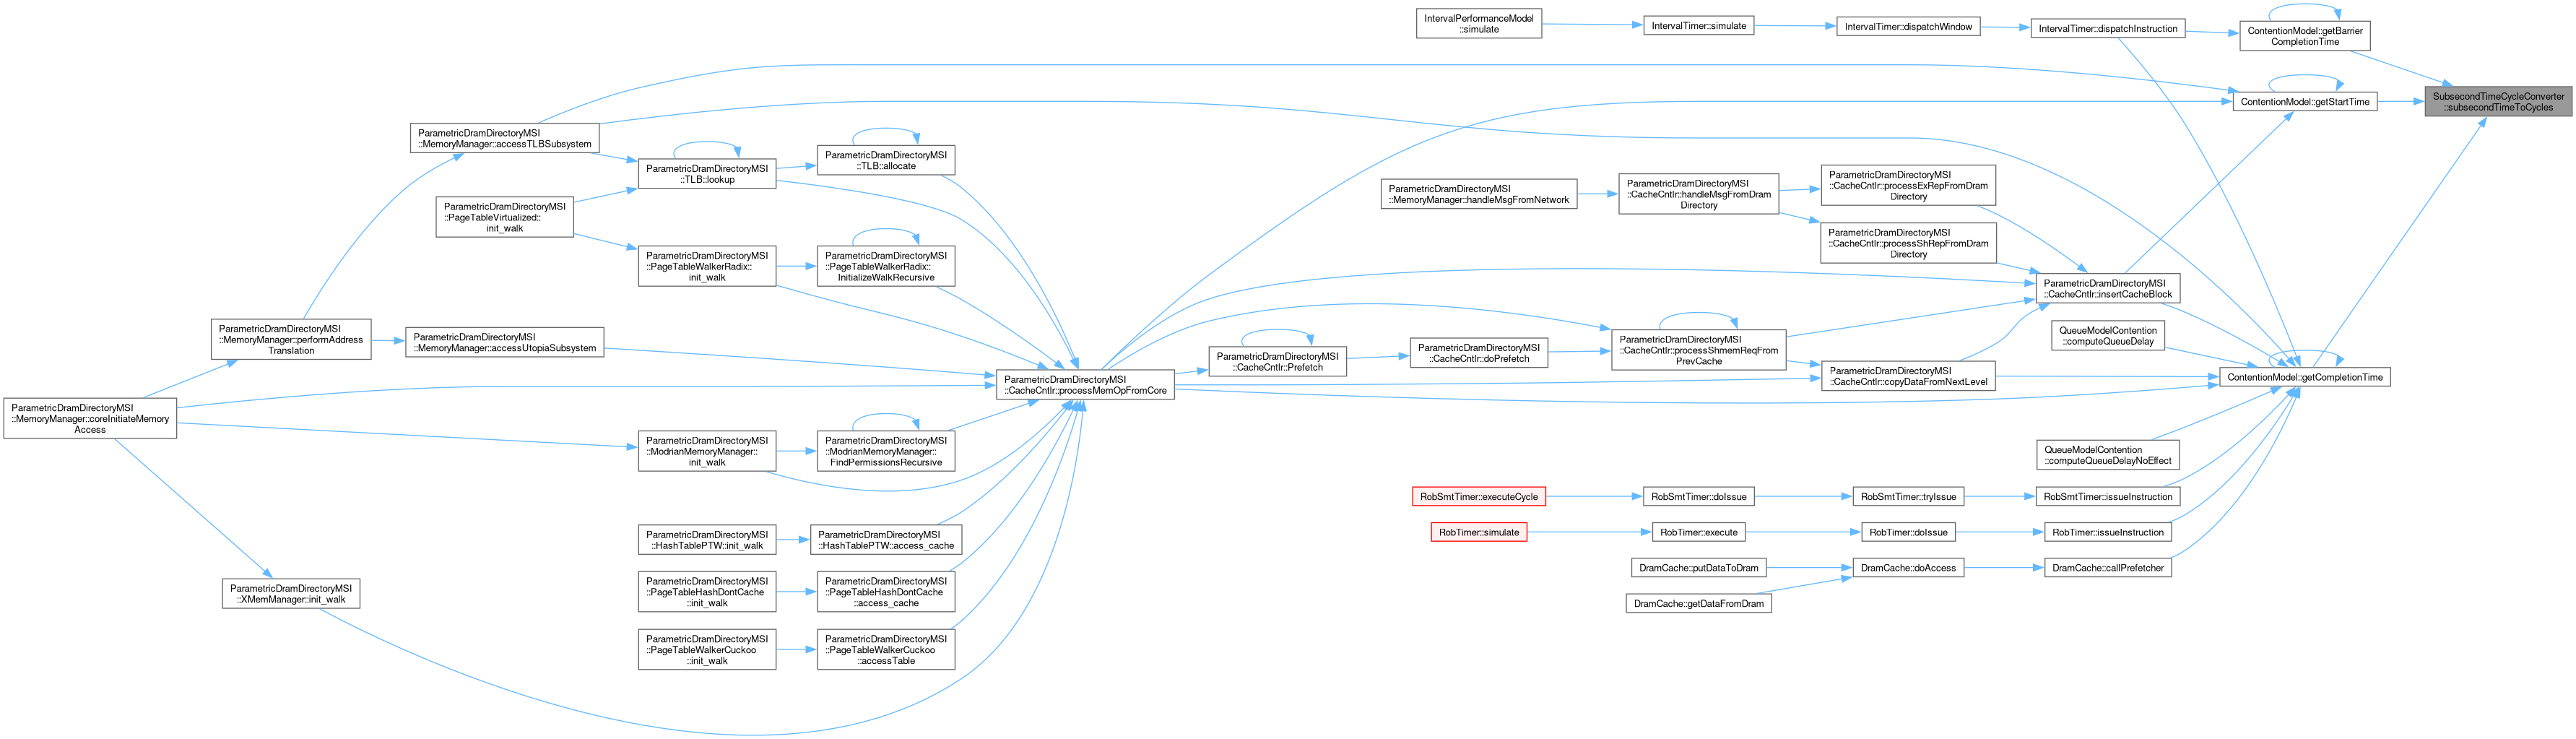 IntervalPerformanceModel
::simulate
IntervalTimer::simulate
IntervalTimer::dispatchWindow
IntervalTimer::dispatchInstruction
ContentionModel::getBarrier
CompletionTime
SubsecondTimeCycleConverter
::subsecondTimeToCycles
ContentionModel::getStartTime
ParametricDramDirectoryMSI
::MemoryManager::accessTLBSubsystem
ParametricDramDirectoryMSI
::TLB::lookup
ParametricDramDirectoryMSI
::TLB::allocate
ParametricDramDirectoryMSI
::PageTableVirtualized::
init_walk
ParametricDramDirectoryMSI
::MemoryManager::handleMsgFromNetwork
ParametricDramDirectoryMSI
::CacheCntlr::handleMsgFromDram
Directory
ParametricDramDirectoryMSI
::CacheCntlr::processExRepFromDram
Directory
ParametricDramDirectoryMSI
::CacheCntlr::processShRepFromDram
Directory
ParametricDramDirectoryMSI
::PageTableWalkerRadix::
init_walk
ParametricDramDirectoryMSI
::PageTableWalkerRadix::
InitializeWalkRecursive
ParametricDramDirectoryMSI
::CacheCntlr::insertCacheBlock
ParametricDramDirectoryMSI
::MemoryManager::performAddress
Translation
ParametricDramDirectoryMSI
::MemoryManager::accessUtopiaSubsystem
ParametricDramDirectoryMSI
::CacheCntlr::Prefetch
ParametricDramDirectoryMSI
::CacheCntlr::doPrefetch
ParametricDramDirectoryMSI
::CacheCntlr::processShmemReqFrom
PrevCache
QueueModelContention
::computeQueueDelay
ParametricDramDirectoryMSI
::CacheCntlr::processMemOpFromCore
ParametricDramDirectoryMSI
::CacheCntlr::copyDataFromNextLevel
ContentionModel::getCompletionTime
ParametricDramDirectoryMSI
::MemoryManager::coreInitiateMemory
Access
ParametricDramDirectoryMSI
::ModrianMemoryManager::
init_walk
ParametricDramDirectoryMSI
::ModrianMemoryManager::
FindPermissionsRecursive
QueueModelContention
::computeQueueDelayNoEffect
RobSmtTimer::executeCycle
RobSmtTimer::doIssue
RobSmtTimer::tryIssue
RobSmtTimer::issueInstruction
RobTimer::simulate
RobTimer::execute
RobTimer::doIssue
RobTimer::issueInstruction
ParametricDramDirectoryMSI
::HashTablePTW::init_walk
ParametricDramDirectoryMSI
::HashTablePTW::access_cache
DramCache::putDataToDram
DramCache::doAccess
DramCache::callPrefetcher
ParametricDramDirectoryMSI
::XMemManager::init_walk
ParametricDramDirectoryMSI
::PageTableHashDontCache
::init_walk
ParametricDramDirectoryMSI
::PageTableHashDontCache
::access_cache
DramCache::getDataFromDram
ParametricDramDirectoryMSI
::PageTableWalkerCuckoo
::init_walk
ParametricDramDirectoryMSI
::PageTableWalkerCuckoo
::accessTable